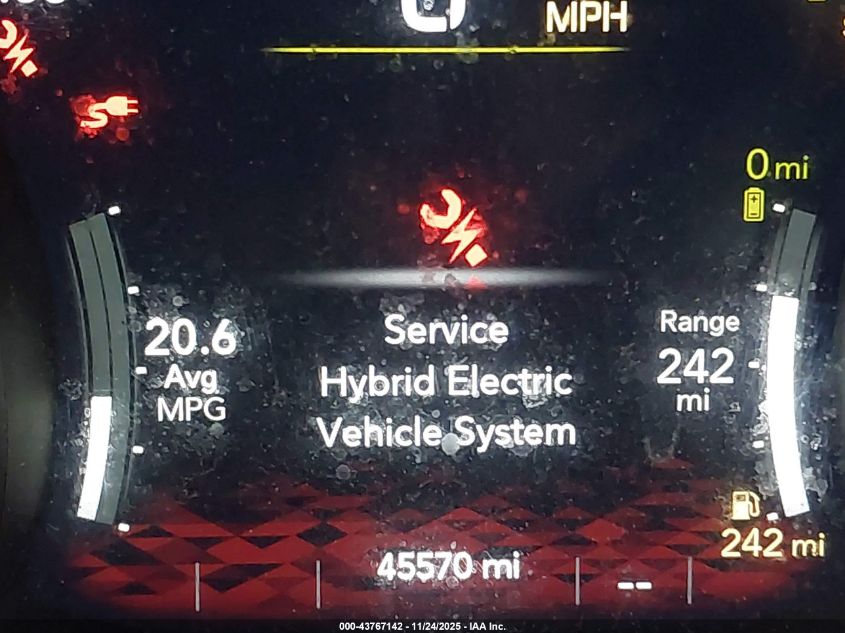 MPH
0 mi
20.6
Avg
MPG
Service
Hybrid Electric
Vehicle System
Range
242
mi
242 mi
45570 mi
--
000-43767142 - 11/24/2025 - IAA Inc.